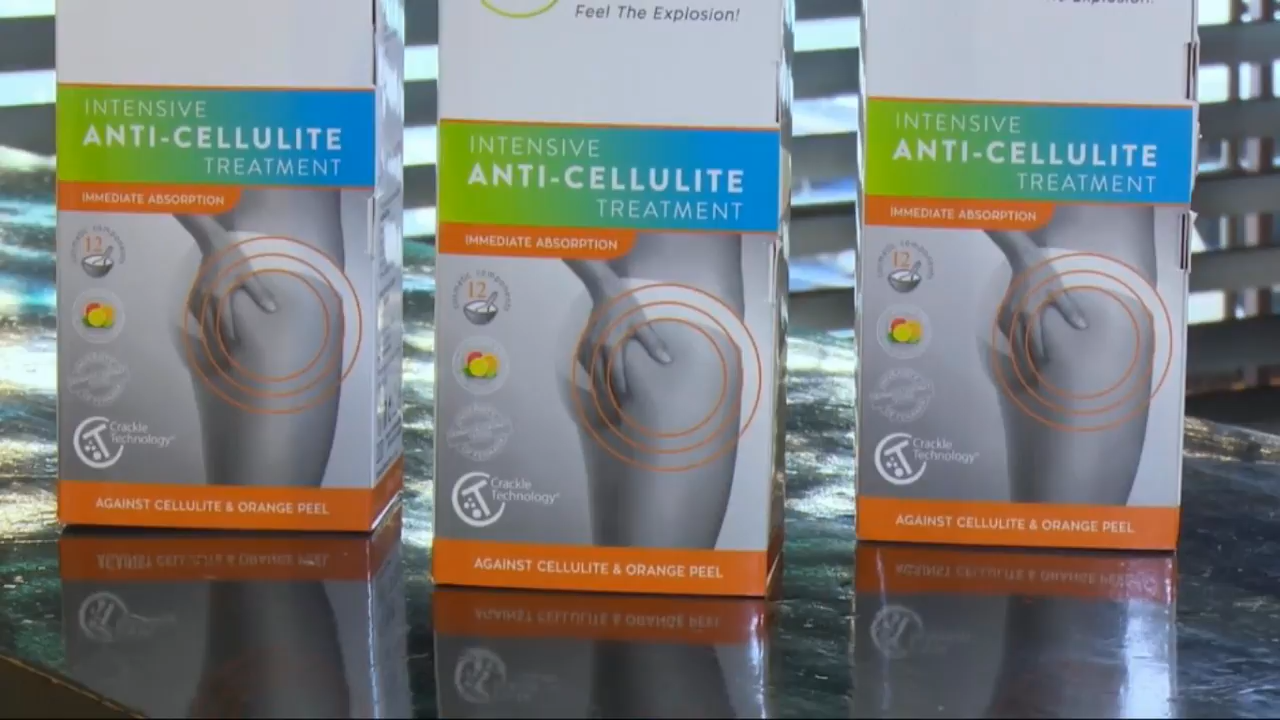 INTENSIVE
ANTI-CELLULITE
TREATMENT
IMMEDIATE ABSORPTION
12
Crackle
Technology®
AGAINST CELLULITE & ORANGE PEEL
Feel The Explosion!
INTENSIVE
ANTI-CELLULITE
TREATMENT
IMMEDIATE ABSORPTION
12
Crackle
Technology®
AGAINST CELLULITE & ORANGE PEEL
Explosion!
INTENSIVE
ANTI-CELLULITE
TREATMENT
IMMEDIATE ABSORPTION
12
Crackle
Technology®
AGAINST CELLULITE & ORANGE PEEL